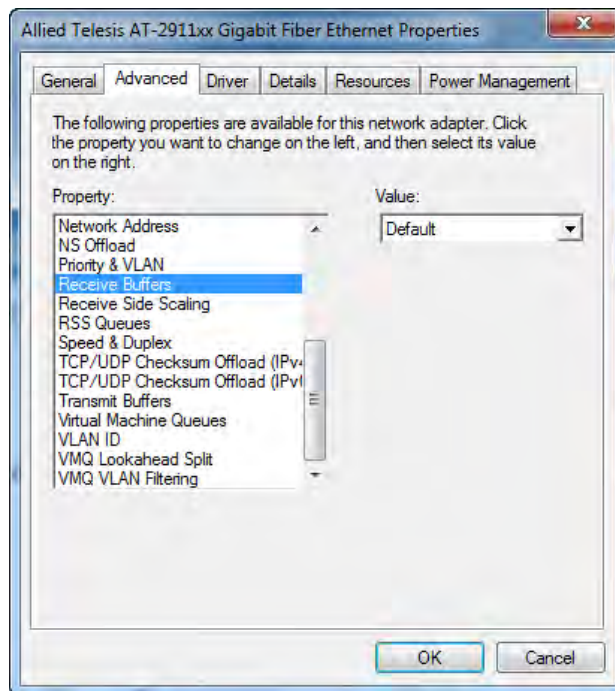 Allied Telesis AT-2911xx Gigabit Fiber Ethernet Properties
General Advanced Driver Details Resources Power Management
The following properties are available for this network adapter. Click
the property you want to change on the left, and then select its value
on the right.
Property:
Value:
Network Address
NS Offload
Priority & VLAN
Receive Buffers
Receive Side Scaling
RSS Queues
Speed & Duplex
TCP/UDP Checksum Offload (IPv4
TCP/UDP Checksum Offload (IPv
Transmit Buffers
Virtual Machine Queues
VLAN ID
VMQ Lookahead Split
VMQ VLAN Filtering
Default
OK Cancel